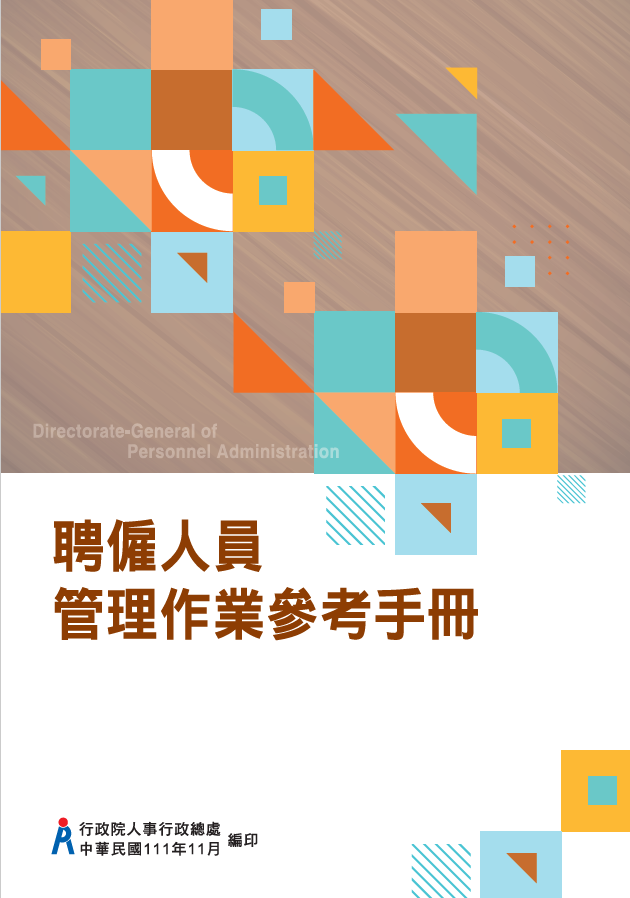 Directorate-General of
Personnel Administration
聘僱人員
管理作業參考手冊
行政院人事行政總處
中華民國111年11月 編印